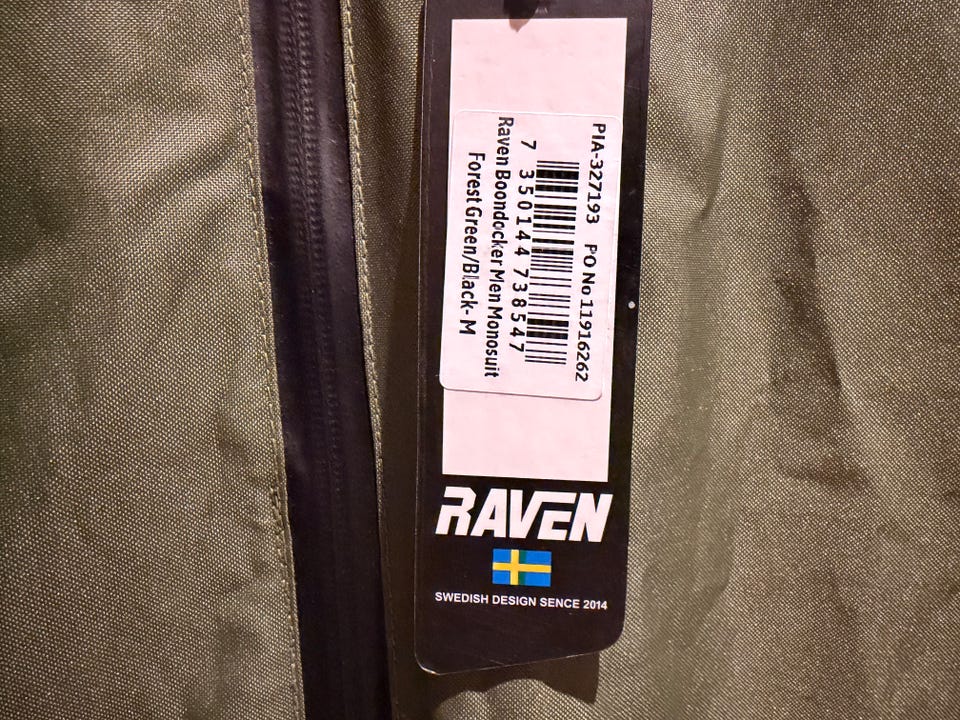 PIA-327193 PO No 11916262
7 350144 738547
Raven Boondocker Men Monosuit
Forest Green/Black- M
RAVEN
SWEDISH DESIGN SENCE 2014